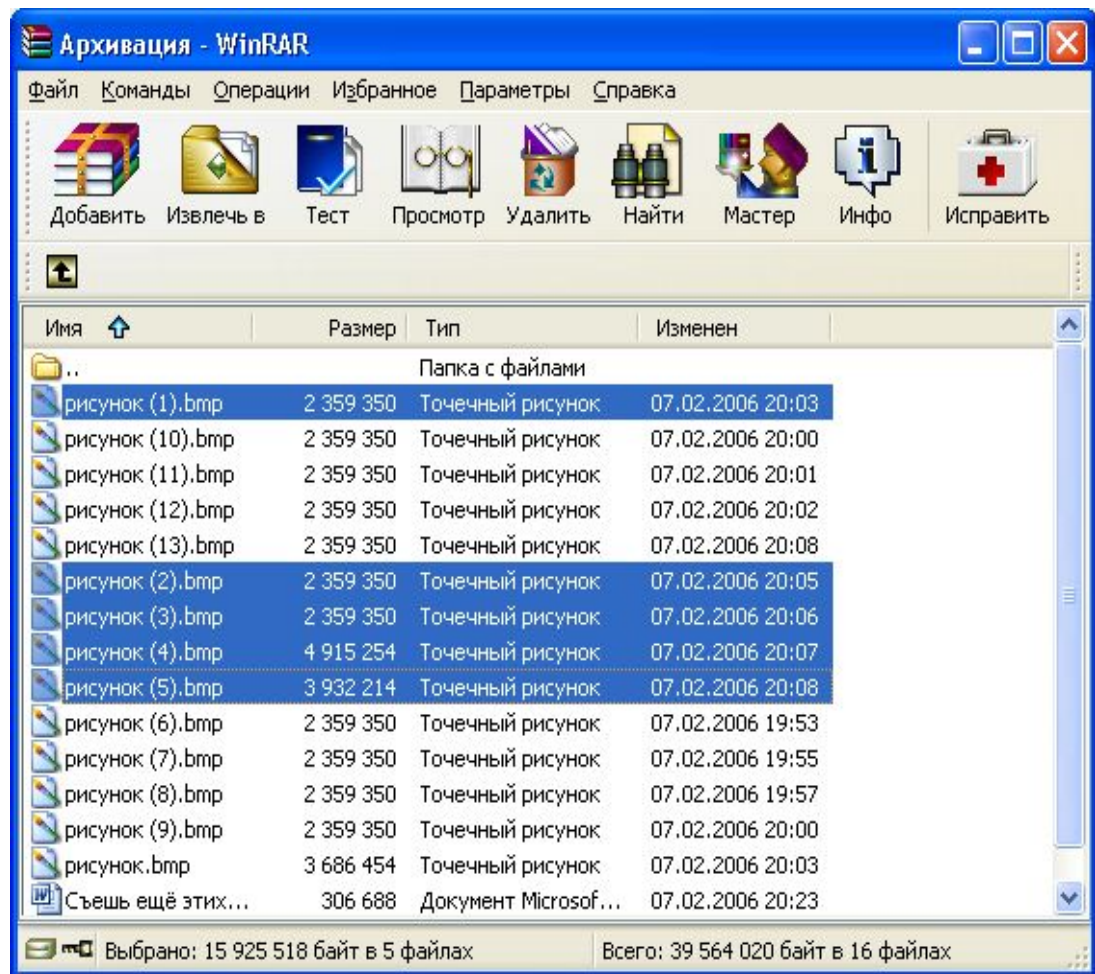 Архивация - WinRAR
Файл Команды Операции Избранное Параметры Справка
Добавить Извлечь в Тест Просмотр Удалить Найти Мастер Инфо Исправить
Имя Размер Тип Изменен
.. Папка с файлами
рисунок (1).bmp 2 359 350 Точечный рисунок 07.02.2006 20:03
рисунок (10).bmp 2 359 350 Точечный рисунок 07.02.2006 20:00
рисунок (11).bmp 2 359 350 Точечный рисунок 07.02.2006 20:01
рисунок (12).bmp 2 359 350 Точечный рисунок 07.02.2006 20:02
рисунок (13).bmp 2 359 350 Точечный рисунок 07.02.2006 20:08
рисунок (2).bmp 2 359 350 Точечный рисунок 07.02.2006 20:05
рисунок (3).bmp 2 359 350 Точечный рисунок 07.02.2006 20:06
рисунок (4).bmp 4 915 254 Точечный рисунок 07.02.2006 20:07
рисунок (5).bmp 3 932 214 Точечный рисунок 07.02.2006 20:08
рисунок (6).bmp 2 359 350 Точечный рисунок 07.02.2006 19:53
рисунок (7).bmp 2 359 350 Точечный рисунок 07.02.2006 19:55
рисунок (8).bmp 2 359 350 Точечный рисунок 07.02.2006 19:57
рисунок (9).bmp 2 359 350 Точечный рисунок 07.02.2006 20:00
рисунок.bmp 3 686 454 Точечный рисунок 07.02.2006 20:03
Съешь ещё этих... 306 688 Документ Microsof... 07.02.2006 20:23
Выбрано: 15 925 518 байт в 5 файлах Всего: 39 564 020 байт в 16 файлах